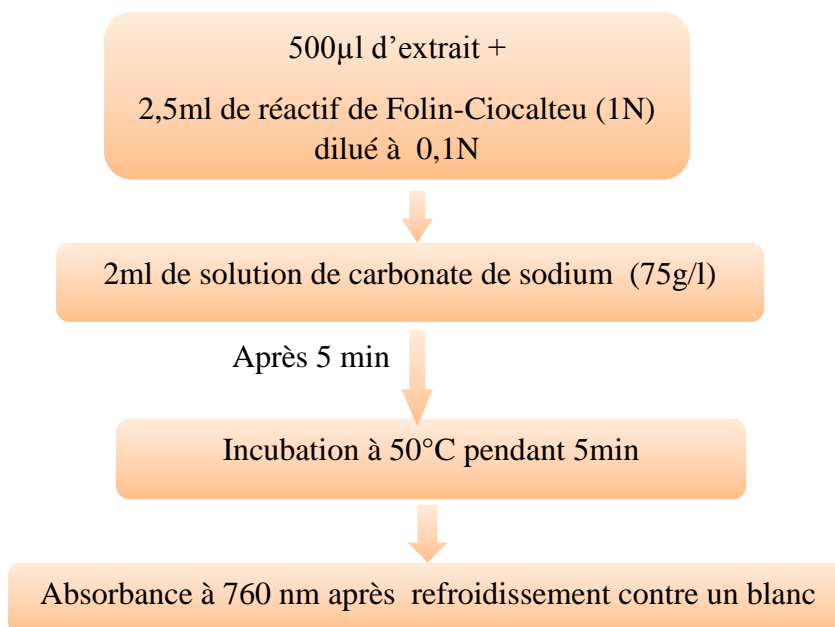 500µl d’extrait +
2,5ml de réactif de Folin-Ciocalteu (1N)
dilué à 0,1N
2ml de solution de carbonate de sodium (75g/l)
Après 5 min
Incubation à 50°C pendant 5min
Absorbance à 760 nm après refroidissement contre un blanc